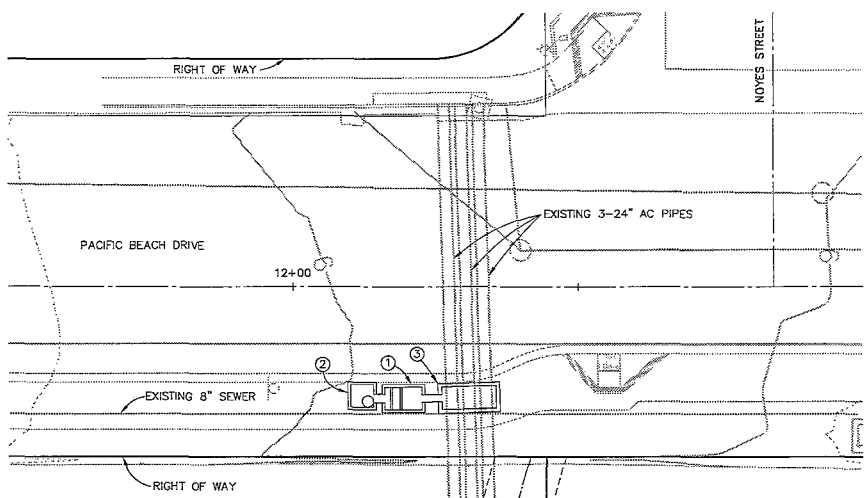 RIGHT OF WAY
NOYES STREET
EXISTING 3-24" AC PIPES
PACIFIC BEACH DRIVE
12+00
2
1
3
EXISTING 8" SEWER
RIGHT OF WAY